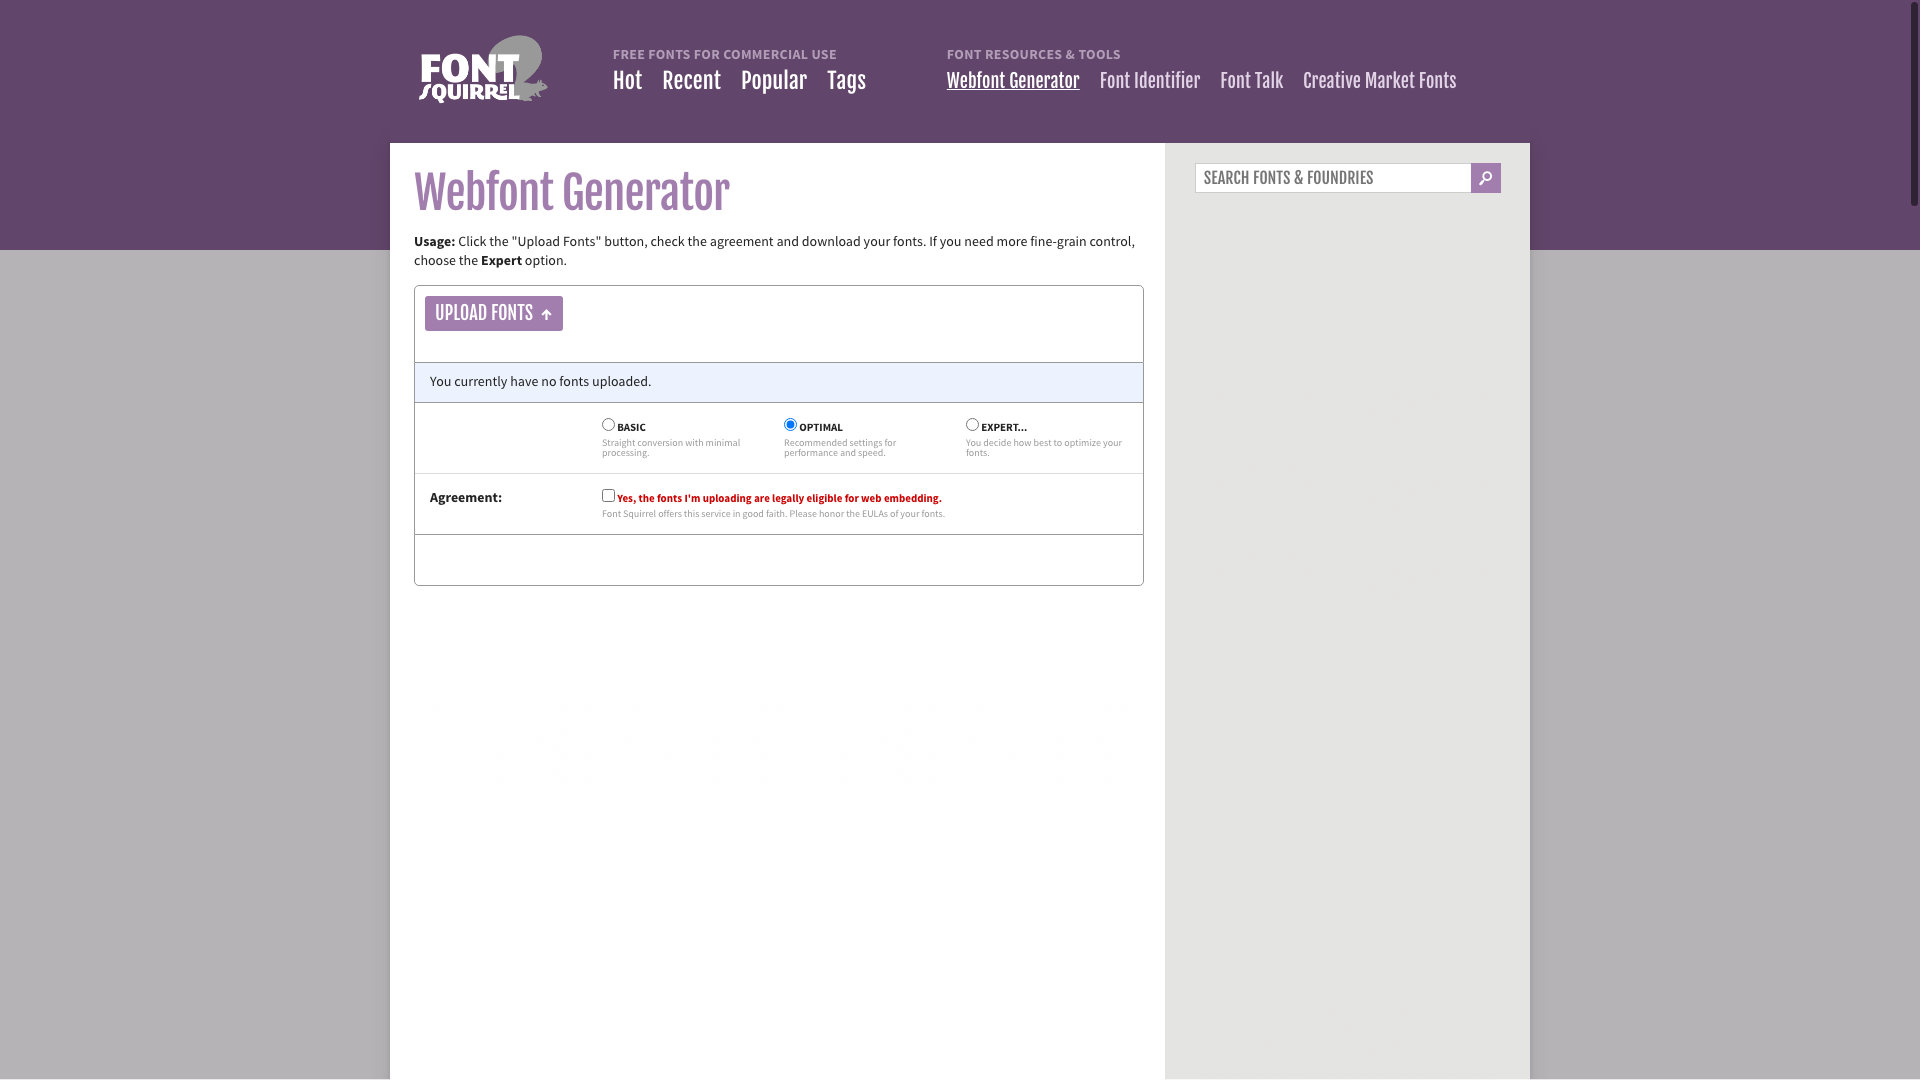 FONT
SQUIRREL
FREE FONTS FOR COMMERCIAL USE
Hot Recent Popular Tags
FONT RESOURCES & TOOLS
Webfont Generator Font Identifier Font Talk Creative Market Fonts
Webfont Generator
SEARCH FONTS & FOUNDRIES
Usage: Click the "Upload Fonts" button, check the agreement and download your fonts. If you need more fine-grain control,
choose the Expert option.
UPLOAD FONTS
You currently have no fonts uploaded.
BASIC
Straight conversion with minimal
processing.
OPTIMAL
Recommended settings for
performance and speed.
EXPERT...
You decide how best to optimize your
fonts.
Agreement:
Yes, the fonts I'm uploading are legally eligible for web embedding.
Font Squirrel offers this service in good faith. Please honor the EULAs of your fonts.